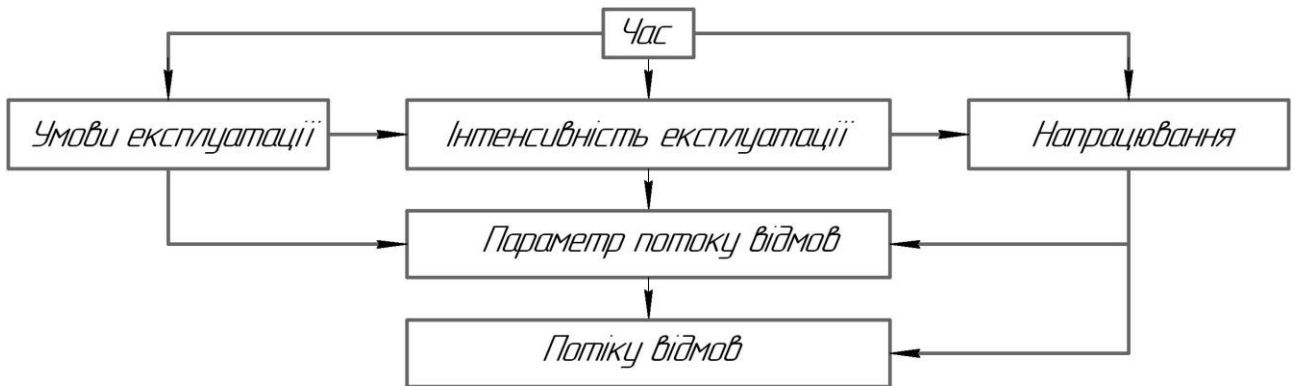 Час
Умови експлуатації
Інтенсивність експлуатації
Напрацювання
Параметр потоку відмов
Потіку відмов